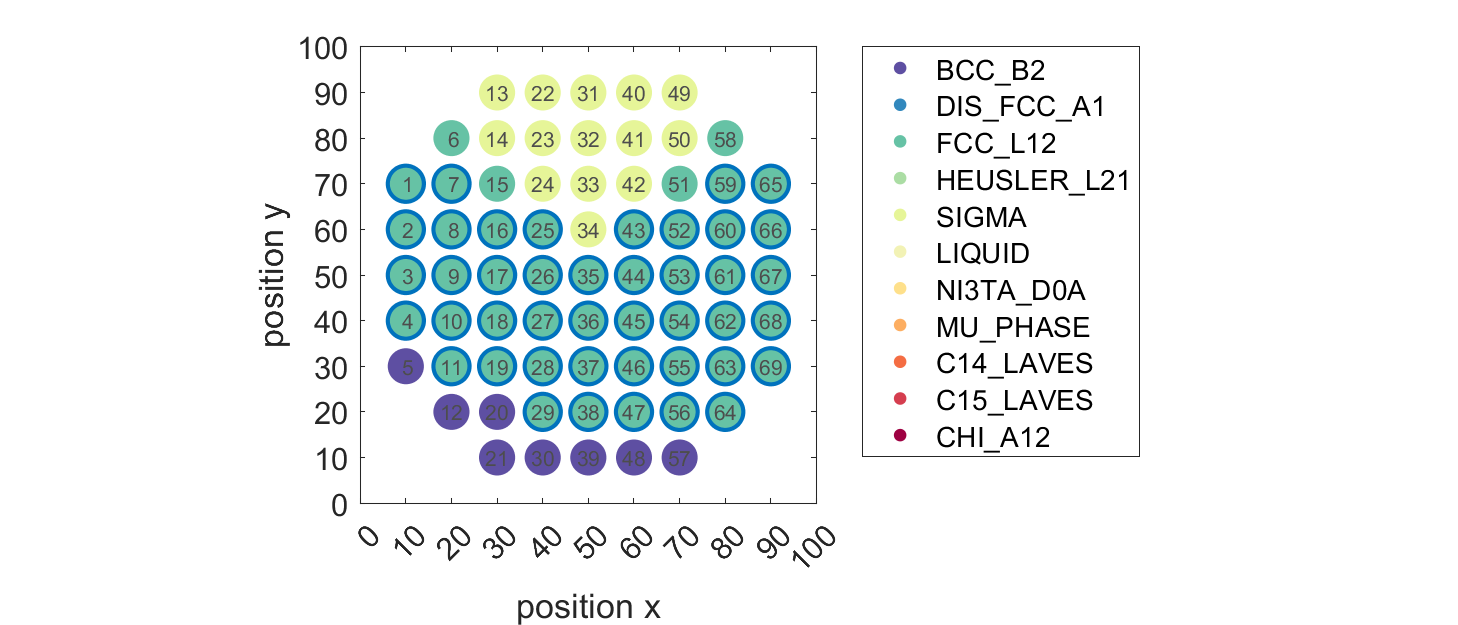 100
90
80
70
60
50
40
30
20
10
0
position y
13 22 31 40 49
6 14 23 32 41 50 58
1 7 15 24 33 42 51 59 65
2 8 16 25 34 43 52 60 66
3 9 17 26 35 44 53 61 67
4 10 18 27 36 45 54 62 68
5 11 19 28 37 46 55 63 69
12 20 29 38 47 56 64
21 30 39 48 57
0 10 20 30 40 50 60 70 80 90 100
position x
BCC_B2
DIS_FCC_A1
FCC_L12
HEUSLER_L21
SIGMA
LIQUID
NI3TA_D0A
MU_PHASE
C14_LAVES
C15_LAVES
CHI_A12